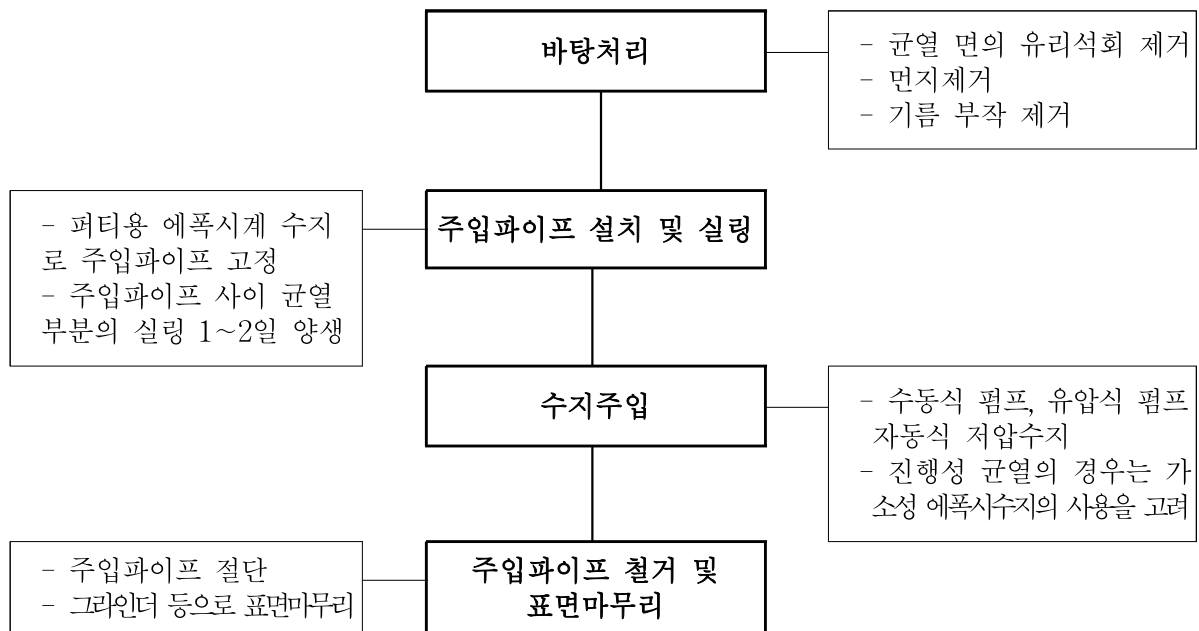 바탕처리
- 균열 면의 유리석회 제거
- 먼지제거
- 기름 부작 제거
주입파이프 설치 및 실링
- 퍼티용 에폭시계 수지
로 주입파이프 고정
- 주입파이프 사이 균열
부분의 실링 1~2일 양생
수지주입
- 수동식 펌프, 유압식 펌프
자동식 저압수지
- 진행성 균열의 경우는 가
소성 에폭시수지의 사용을 고려
주입파이프 철거 및
표면마무리
- 주입파이프 절단
- 그라인더 등으로 표면마무리